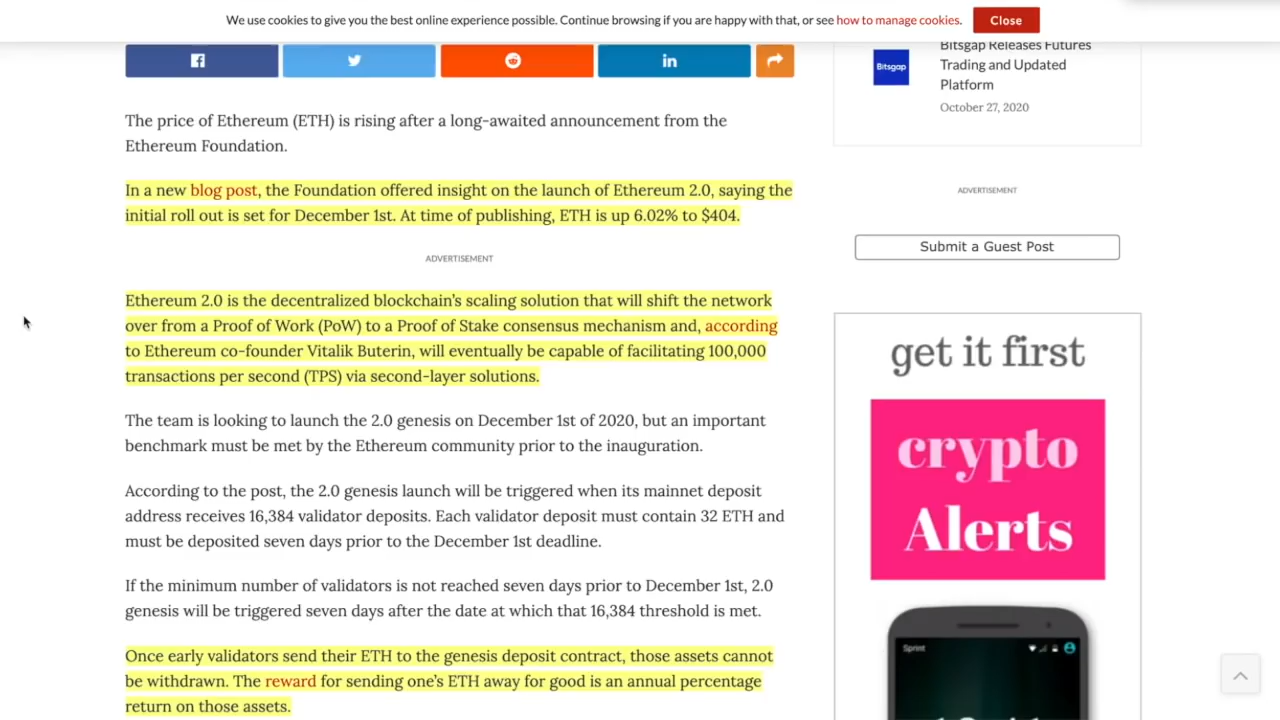 We use cookies to give you the best online experience possible. Continue browsing if you are happy with that, or see how to manage cookies.
Close
The price of Ethereum (ETH) is rising after a long-awaited announcement from the
Ethereum Foundation.
In a new blog post, the Foundation offered insight on the launch of Ethereum 2.0, saying the
initial roll out is set for December 1st. At time of publishing, ETH is up 6.02% to $404.
ADVERTISEMENT
Ethereum 2.0 is the decentralized blockchain's scaling solution that will shift the network
over from a Proof of Work (PoW) to a Proof of Stake consensus mechanism and, according
to Ethereum co-founder Vitalik Buterin, will eventually be capable of facilitating 100,000
transactions per second (TPS) via second-layer solutions.
The team is looking to launch the 2.0 genesis on December 1st of 2020, but an important
benchmark must be met by the Ethereum community prior to the inauguration.
According to the post, the 2.0 genesis launch will be triggered when its mainnet deposit
address receives 16,384 validator deposits. Each validator deposit must contain 32 ETH and
must be deposited seven days prior to the December 1st deadline.
If the minimum number of validators is not reached seven days prior to December 1st, 2.0
genesis will be triggered seven days after the date at which that 16,384 threshold is met.
Once early validators send their ETH to the genesis deposit contract, those assets cannot
be withdrawn. The reward for sending one's ETH away for good is an annual percentage
return on those assets.
Bitsgap
Bitsgap Releases Futures
Trading and Updated
Platform
October 27, 2020
ADVERTISEMENT
Submit a Guest Post
get it first
crypto
Alerts
Sprint